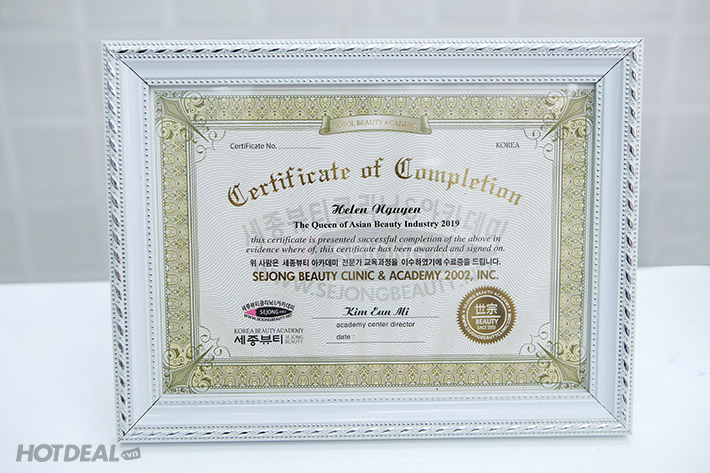 BEAUTY ACADEMY
Certificate No.
KOREA
Certificate of Completion
Helen Nguyen
The Queen of Asian Beauty Industry 2019
this certificate is presented successful completion of the above in
evidence where of, this certificate has been awarded and signed on.
위 사람은 세종뷰티 아카데미 전문가 교육과정을 이수하였기에 수료증을 드립니다.
SEJONG BEAUTY CLINIC & ACADEMY 2002, INC.
세종뷰티클리닉&아카데미
SEJONG
WWW.SEJONGBEAUTY
KOREA BEAUTY ACADEMY
세종뷰티 SEJONG BEAUTY
Kim Eun Mi
academy center director
date :
世宗
BEAUTY
SINCE 2002
HOTDEAL.vn